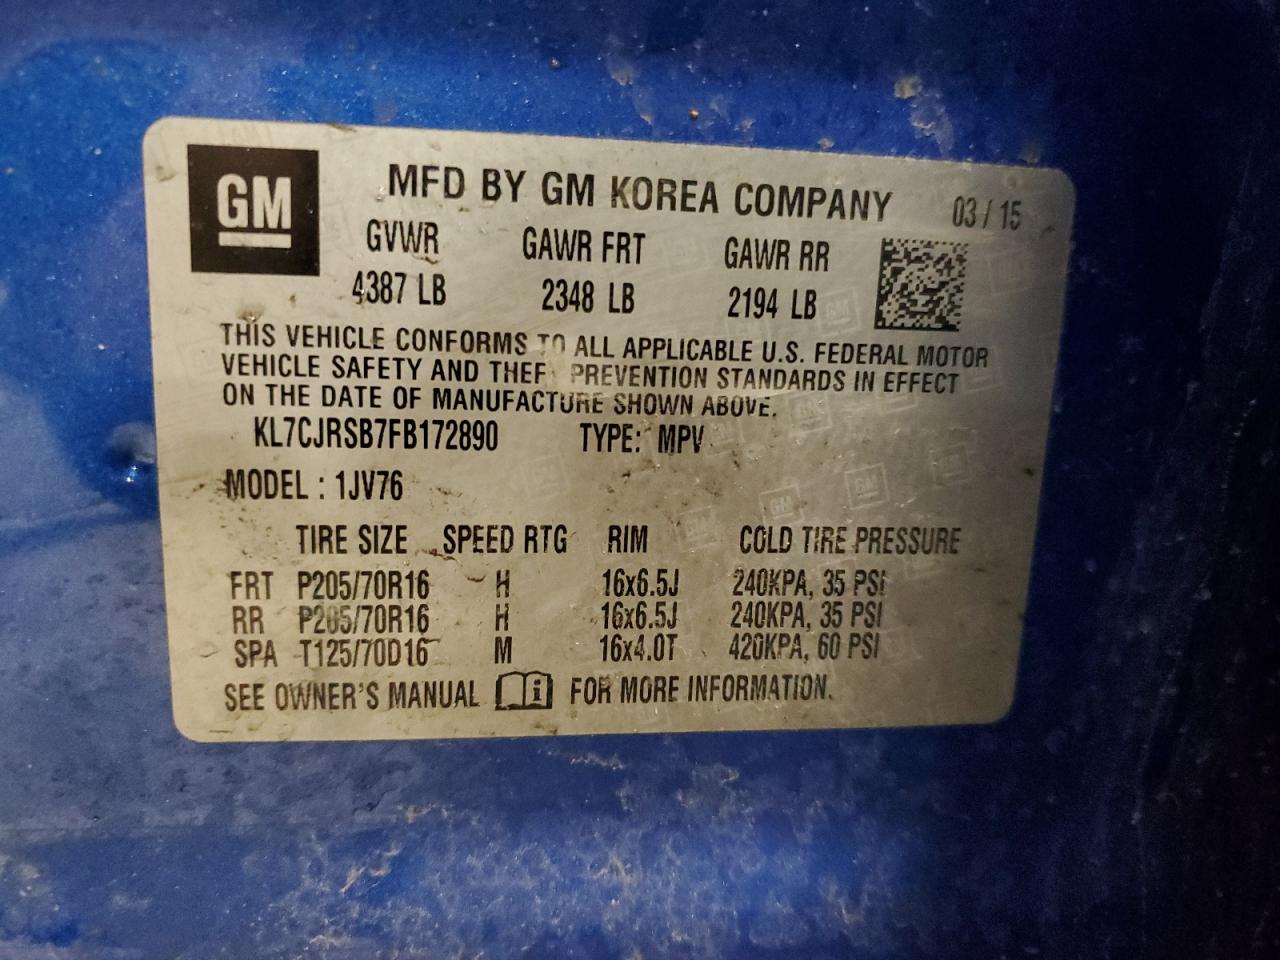 GM
MFD BY GM KOREA COMPANY 03 / 15
GVWR GAWR FRT GAWR RR
4387 LB 2348 LB 2194 LB
THIS VEHICLE CONFORMS TO ALL APPLICABLE U.S. FEDERAL MOTOR
VEHICLE SAFETY AND THEFT PREVENTION STANDARDS IN EFFECT
ON THE DATE OF MANUFACTURE SHOWN ABOVE.
KL7CJRSB7FB172890 TYPE: MPV
MODEL : 1JV76
TIRE SIZE SPEED RTG RIM COLD TIRE PRESSURE
FRT P205/70R16 H 16x6.5J 240KPA, 35 PSI
RR P205/70R16 H 16x6.5J 240KPA, 35 PSI
SPA T125/70D16 M 16x4.0T 420KPA, 60 PSI
SEE OWNER'S MANUAL i FOR MORE INFORMATION.